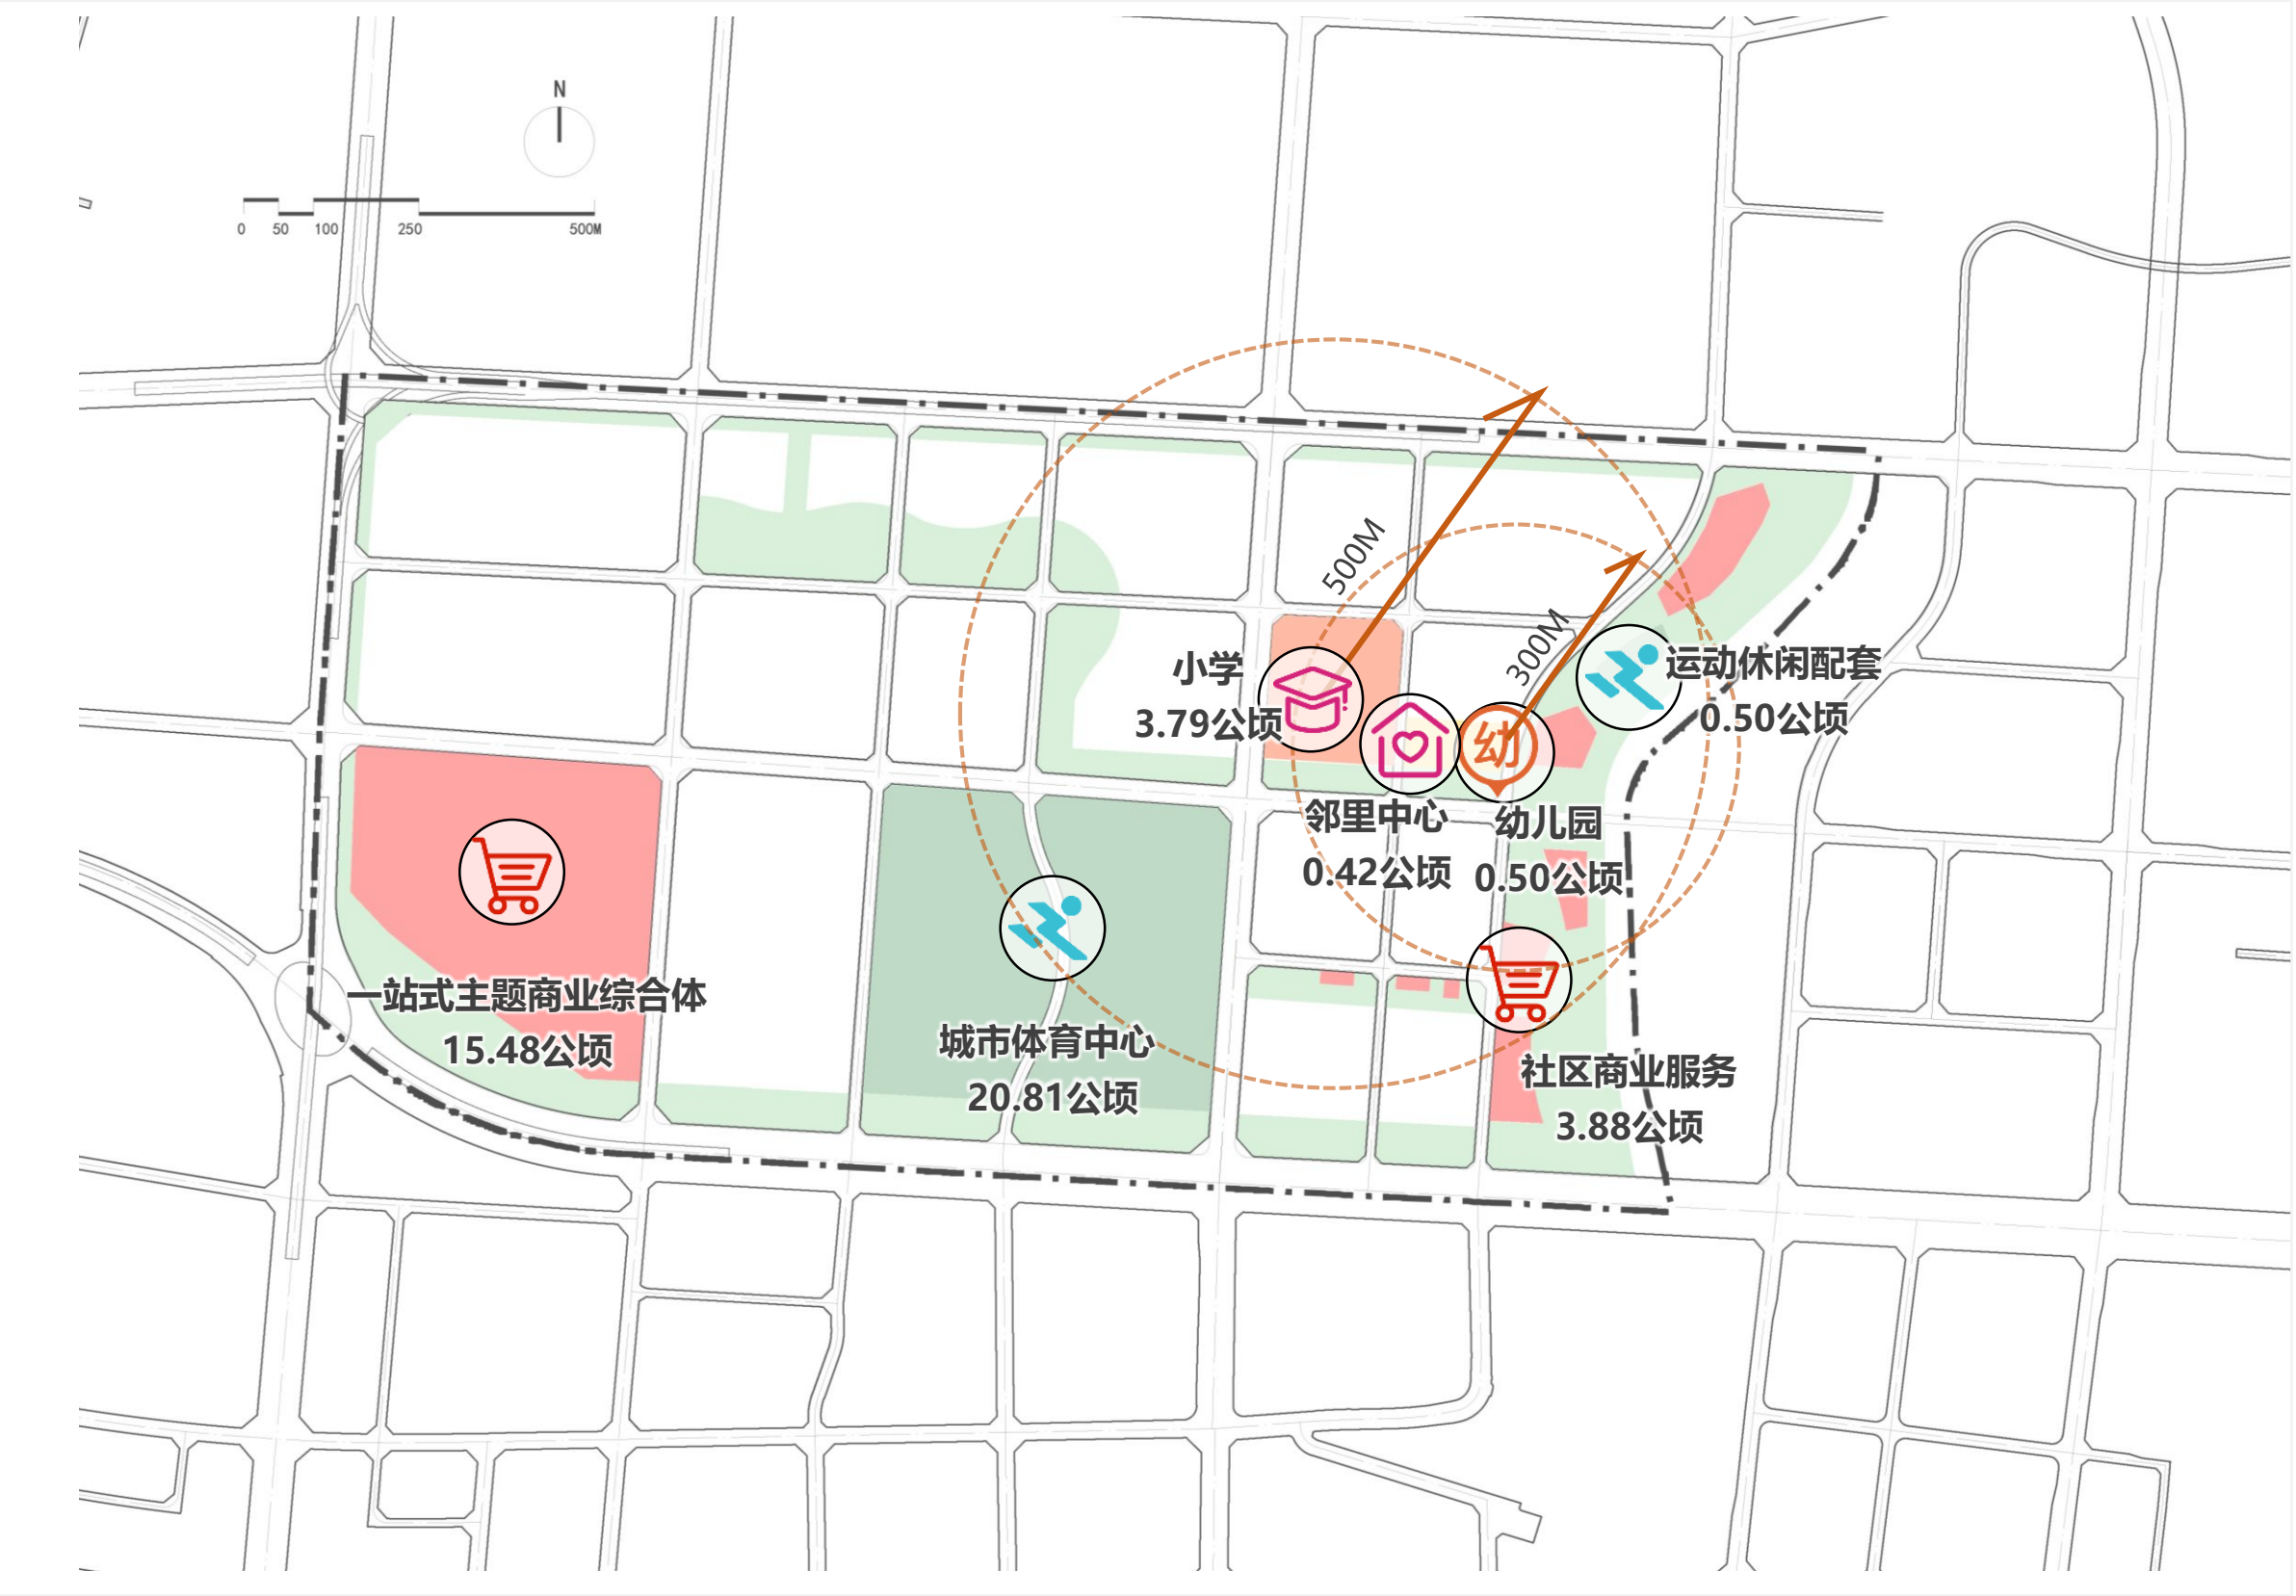 N
0 50 100 250 500M
500M
300M
小学
3.79公顷
运动休闲配套
0.50公顷
幼
邻里中心
0.42公顷
幼儿园
0.50公顷
一站式主题商业综合体
15.48公顷
城市体育中心
20.81公顷
社区商业服务
3.88公顷